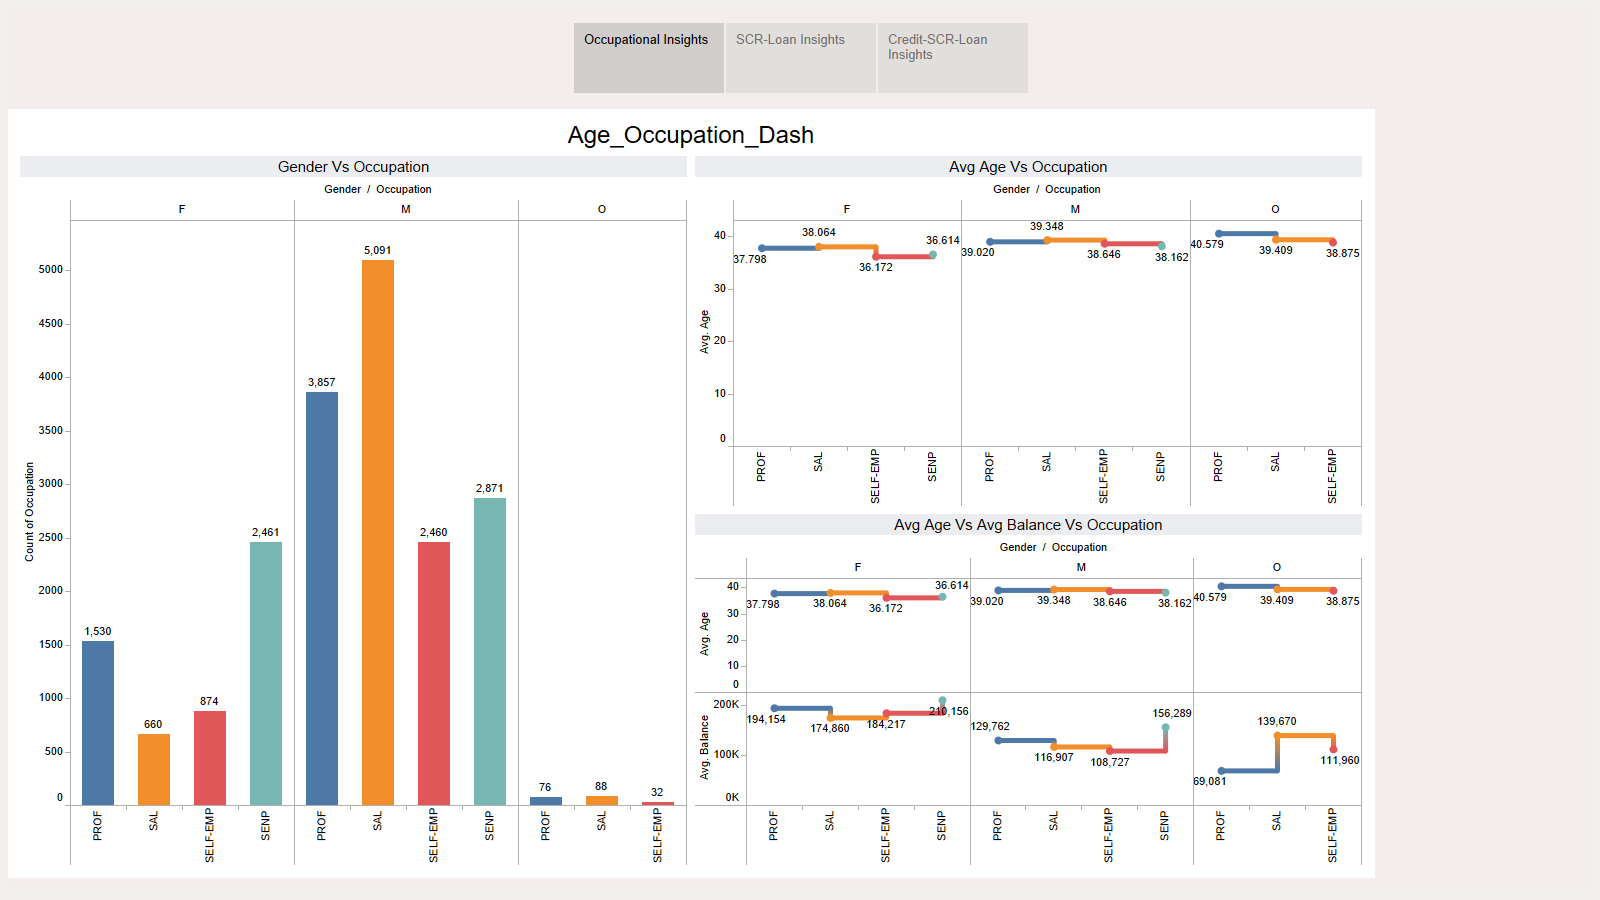 Occupational Insights
SCR-Loan Insights
Credit-SCR-Loan
Insights
Age_Occupation_Dash
Gender Vs Occupation
Gender / Occupation
F
M
O
Count of Occupation
5000
4500
4000
3500
3000
2500
2000
1500
1000
500
0
1,530
660
874
2,461
3,857
5,091
2,460
2,871
76
88
32
PROF
SAL
SELF-EMP
SENP
PROF
SAL
SELF-EMP
SENP
PROF
SAL
SELF-EMP
Avg Age Vs Occupation
Gender / Occupation
F
M
O
Avg. Age
40
30
20
10
0
37.798
38.064
36.172
36.614
39.020
39.348
38.646
38.162
40.579
39.409
38.875
PROF
SAL
SELF-EMP
SENP
PROF
SAL
SELF-EMP
SENP
PROF
SAL
SELF-EMP
Avg Age Vs Avg Balance Vs Occupation
Gender / Occupation
F
M
O
Avg. Age
40
30
20
10
0
37.798
38.064
36.172
36.614
39.020
39.348
38.646
38.162
40.579
39.409
38.875
Avg. Balance
200K
100K
0K
194,154
174,860
184,217
210,156
129,762
116,907
108,727
156,289
69,081
139,670
111,960
PROF
SAL
SELF-EMP
SENP
PROF
SAL
SELF-EMP
SENP
PROF
SAL
SELF-EMP